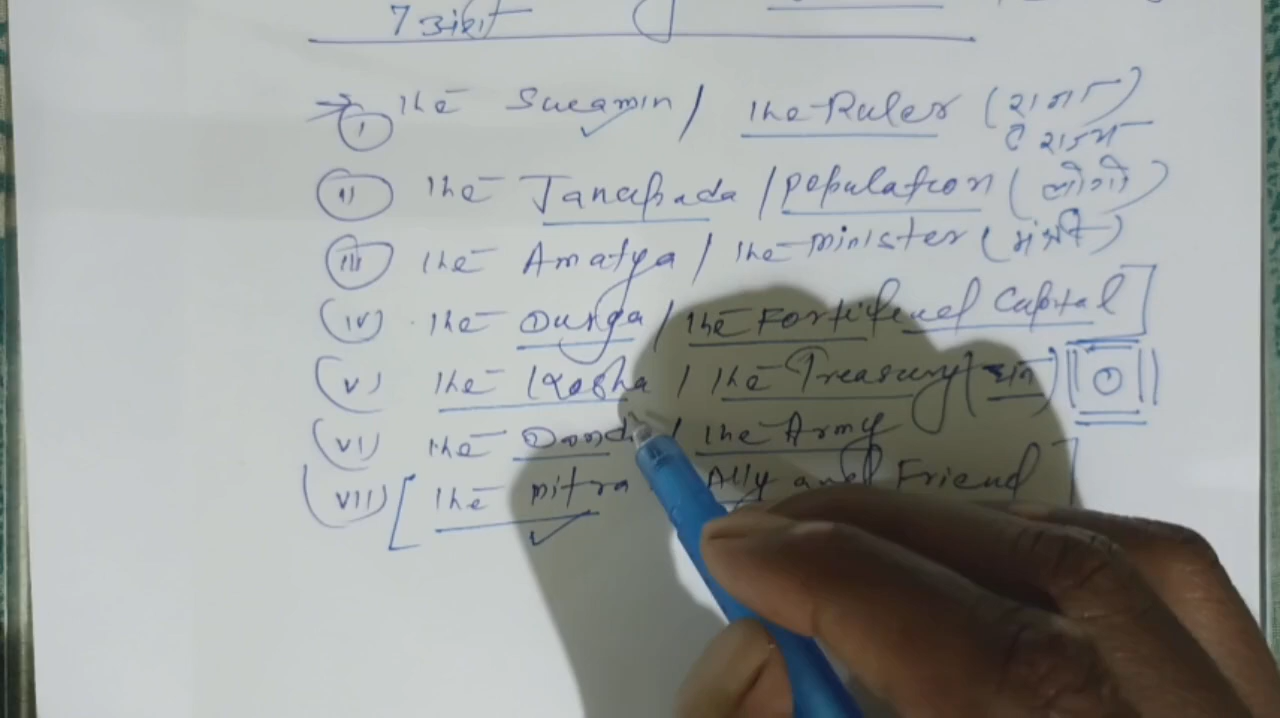 7 अंग
The Swamin / The Ruler (राजा)
राजा
The Janapada / Population (लोगो)
III The Amatya / The Minister (मंत्री)
(IV) The Durga / The Fortified Capital
(V) The Kosha / The Treasury (धन)
(VI) The Danda / The Army
(VII) [The Mitra Ally and Friend]